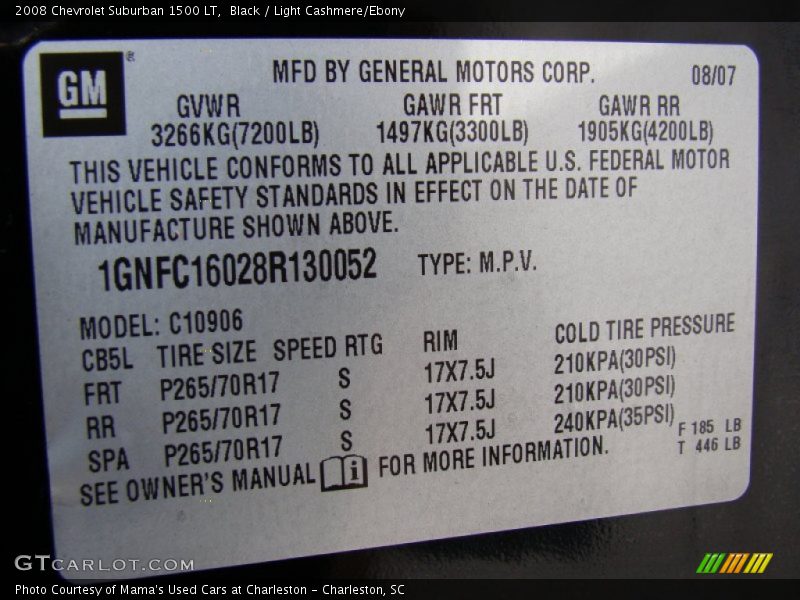 2008 Chevrolet Suburban 1500 LT,  Black / Light Cashmere/Ebony
GM®
MFD BY GENERAL MOTORS CORP. 08/07
GVWR GAWR FRT GAWR RR
3266KG(7200LB) 1497KG(3300LB) 1905KG(4200LB)
THIS VEHICLE CONFORMS TO ALL APPLICABLE U.S. FEDERAL MOTOR
VEHICLE SAFETY STANDARDS IN EFFECT ON THE DATE OF
MANUFACTURE SHOWN ABOVE.
1GNFC16028R130052 TYPE: M.P.V.
MODEL: C10906
CB5L TIRE SIZE SPEED RTG RIM COLD TIRE PRESSURE
FRT P265/70R17 S 17X7.5J 210KPA(30PSI)
RR P265/70R17 S 17X7.5J 210KPA(30PSI)
SPA P265/70R17 S 17X7.5J 240KPA(35PSI)
F 185 LB
T 446 LB
SEE OWNER'S MANUAL i FOR MORE INFORMATION.
GTCARLOT.COM
Photo Courtesy of Mama's Used Cars at Charleston - Charleston, SC